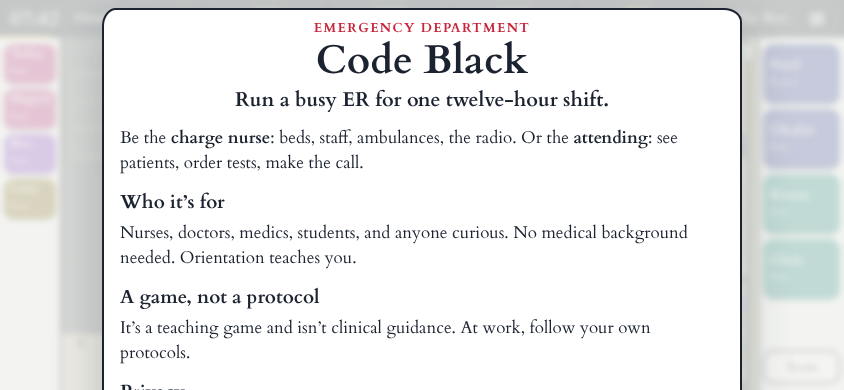 EMERGENCY DEPARTMENT
Code Black
Run a busy ER for one twelve-hour shift.
Be the charge nurse: beds, staff, ambulances, the radio. Or the attending: see
patients, order tests, make the call.
Who it’s for
Nurses, doctors, medics, students, and anyone curious. No medical background
needed. Orientation teaches you.
A game, not a protocol
It’s a teaching game and isn’t clinical guidance. At work, follow your own
protocols.